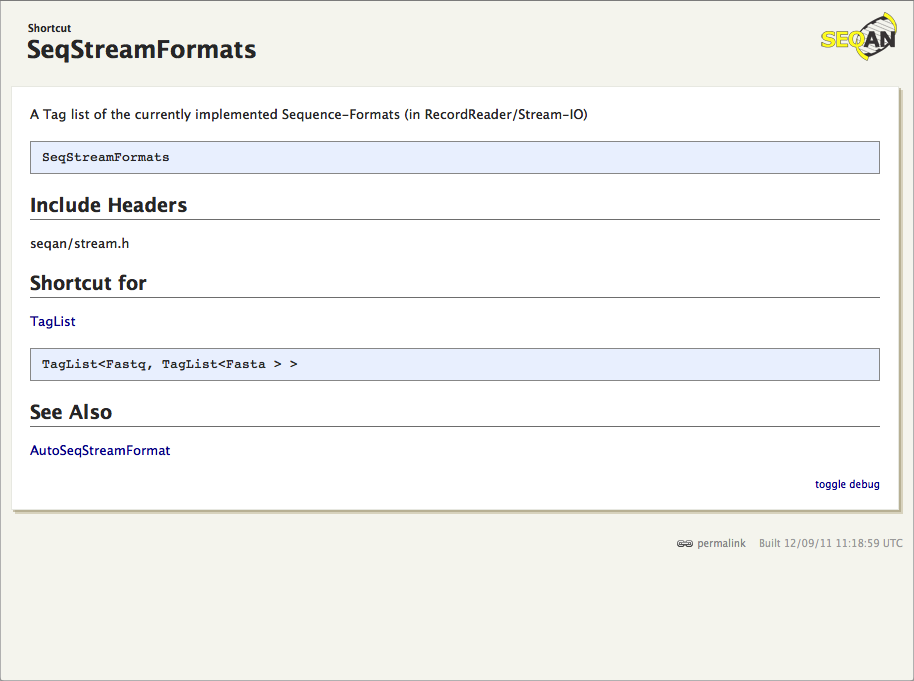 Shortcut
SeqStreamFormats
SEQAN
A Tag list of the currently implemented Sequence-Formats (in RecordReader/Stream-IO)
SeqStreamFormats
Include Headers
seqan/stream.h
Shortcut for
TagList
TagList<Fastq, TagList<Fasta > >
See Also
AutoSeqStreamFormat
toggle debug
permalink Built 12/09/11 11:18:59 UTC